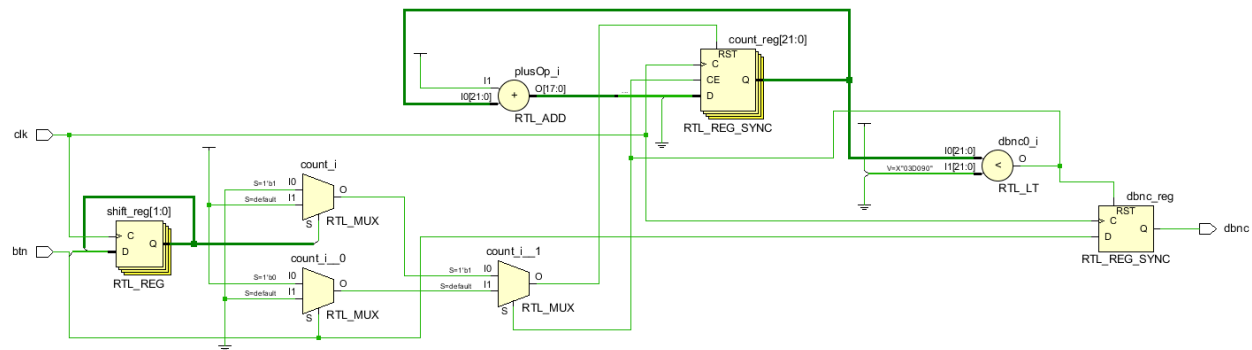 count_reg[21:0]
RST
C
CE
D
Q
RTL_REG_SYNC
plusOp_i
I1
I0[21:0]
+
O[17:0]
RTL_ADD
...
clk
btn
shift_reg[1:0]
C
D
Q
RTL_REG
count_i
S=1'b1
I0
S=default
I1
O
S
RTL_MUX
count_i__0
S=1'b0
I0
S=default
I1
O
S
RTL_MUX
count_i__1
S=1'b1
I0
S=default
I1
O
S
RTL_MUX
dbnc0_i
I0[21:0]
V=X"03D090"
I1[21:0]
<
O
RTL_LT
dbnc_reg
RST
C
D
Q
RTL_REG_SYNC
dbnc